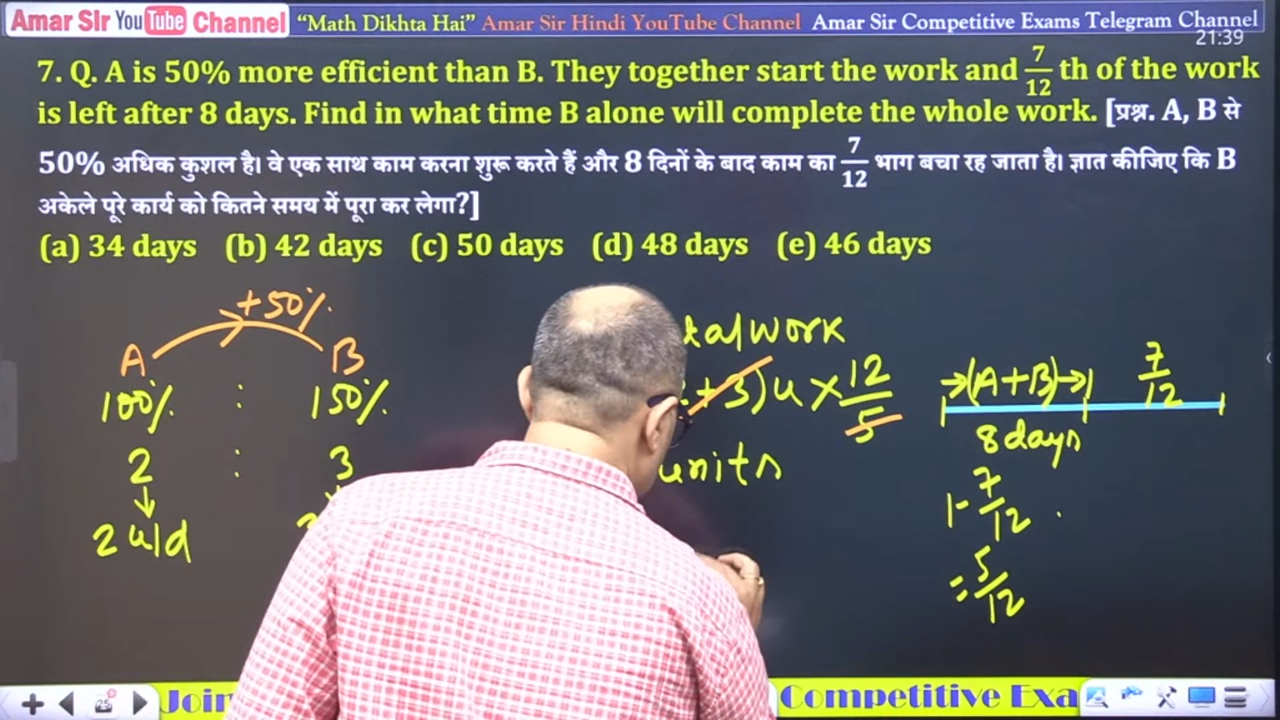 Amar SIr YouTube Channel "Math Dikhta Hai" Amar Sir Hindi YouTube Channel Amar Sir Competitive Exams Telegram Channel
21:39
7. Q. A is 50% more efficient than B. They together start the work and 7/12 th of the work
is left after 8 days. Find in what time B alone will complete the whole work. [प्रश्न. A, B से
50% अधिक कुशल है। वे एक साथ काम करना शुरू करते हैं और 8 दिनों के बाद काम का 7/12 भाग बचा रह जाता है। ज्ञात कीजिए कि B
अकेले पूरे कार्य को कितने समय में पूरा कर लेगा?]
(a) 34 days (b) 42 days (c) 50 days (d) 48 days (e) 46 days
+50%
A B
100% : 150%
2 : 3
2u/d
work
+3)u×12/5
units
(A+B) 7/12
8 days
1-7/12
=5/12
25
Join
Competitive Exa